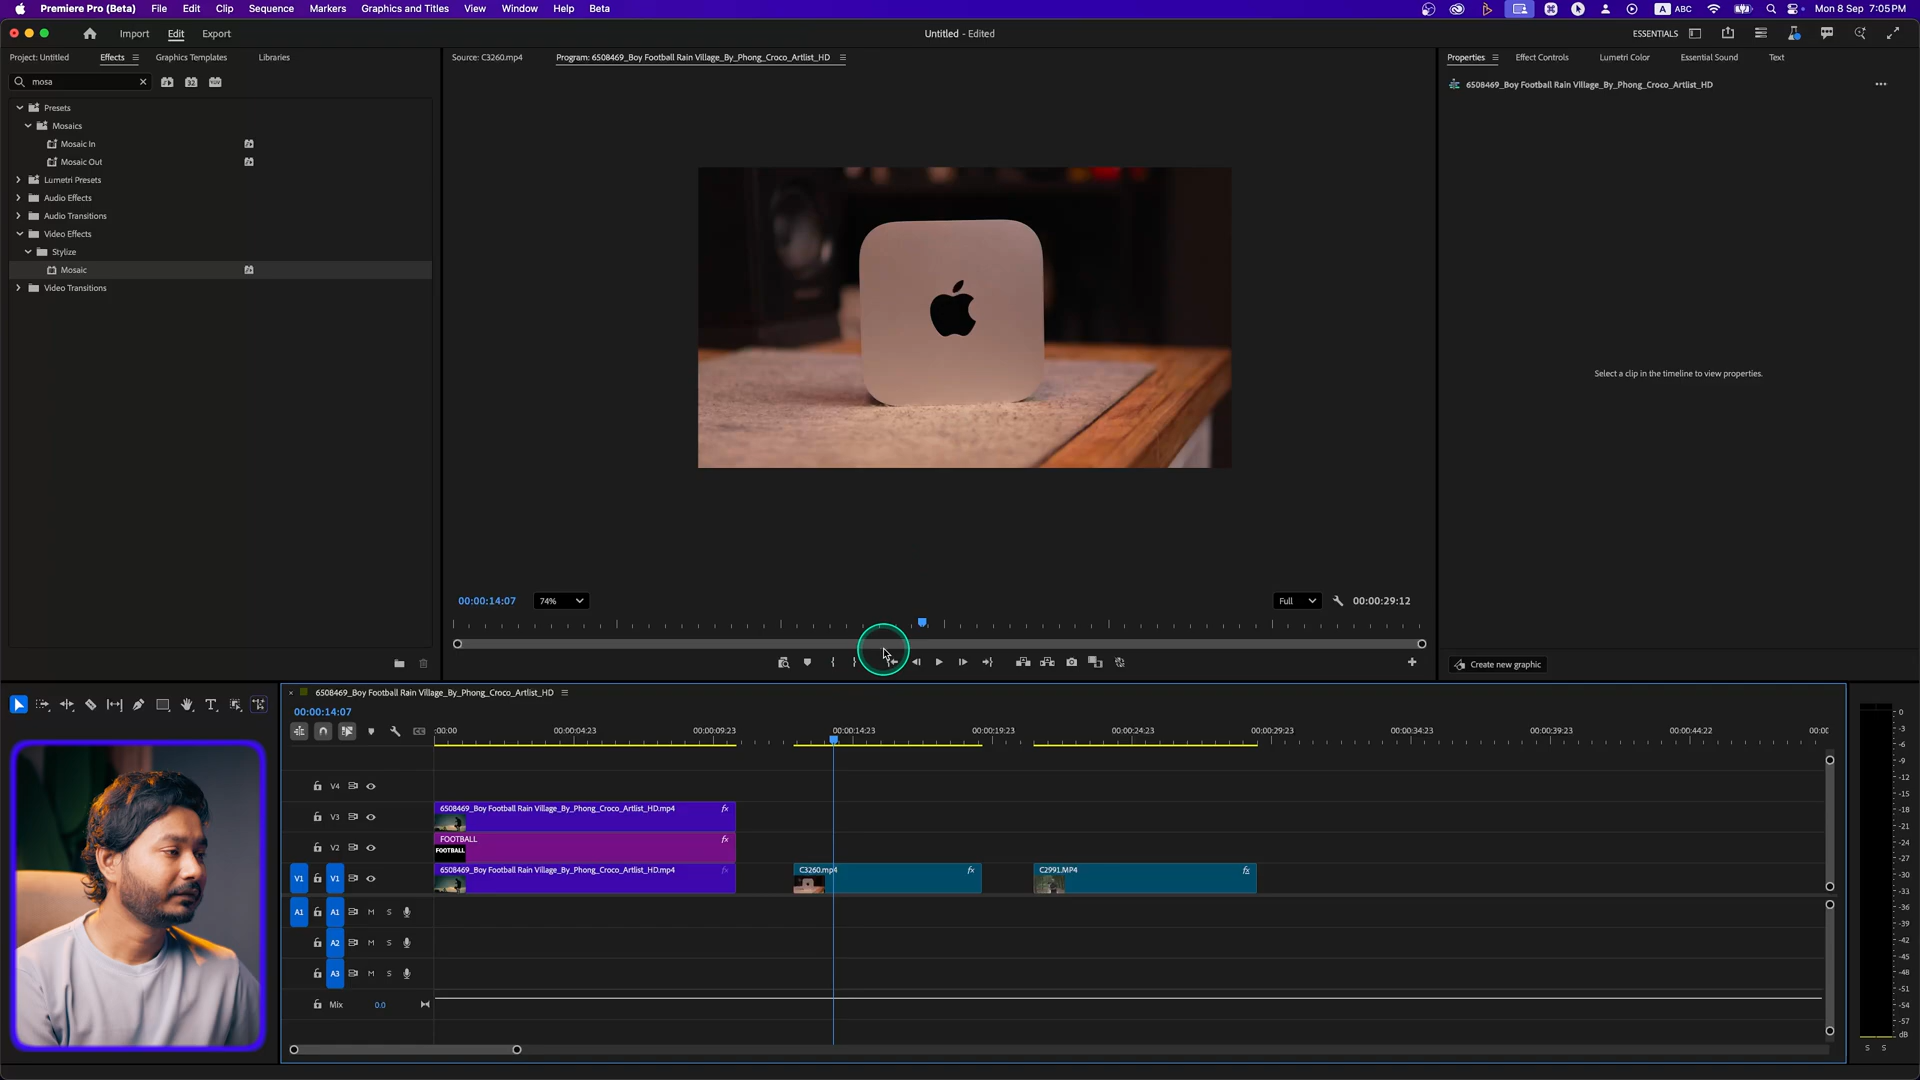 Premiere Pro (Beta) File Edit Clip Sequence Markers Graphics and Titles View Window Help Beta
A ABC Mon 8 Sep 7:05 PM
Import Edit Export
Untitled - Edited
ESSENTIALS
Project: Untitled Effects Graphics Templates Libraries
Source: C3260.mp4 Program: 6508469_Boy Football Rain Village_By_Phong_Croco_Artlist_HD
Properties Effect Controls Lumetri Color Essential Sound Text
mosa
6508469_Boy Football Rain Village_By_Phong_Croco_Artlist_HD
Presets
Mosaics
Mosaic In
Mosaic Out
Lumetri Presets
Audio Effects
Audio Transitions
Video Effects
Stylize
Mosaic
Video Transitions
Select a clip in the timeline to view properties.
00:00:14:07 74% Full 00:00:29:12
Create new graphic
6508469_Boy Football Rain Village_By_Phong_Croco_Artlist_HD
00:00:14:07
:00:00 00:00:04:23 00:00:09:23 00:00:14:23 00:00:19:23 00:00:24:23 00:00:29:23 00:00:34:23 00:00:39:23 00:00:44:22 00:00
V4
V3 6508469_Boy Football Rain Village_By_Phong_Croco_Artlist_HD.mp4 fx
V2 FOOTBALL fx
FOOTBALL
V1 V1 6508469_Boy Football Rain Village_By_Phong_Croco_Artlist_HD.mp4 fx C3260.mp4 fx C2991.MP4 fx
A1 A1 M S
A2 M S
A3 M S
Mix 0.0
0
-3
-6
-9
-12
-15
-18
-21
-24
-27
-30
-33
-36
-39
-42
-45
-48
-51
-54
-57
dB
S S